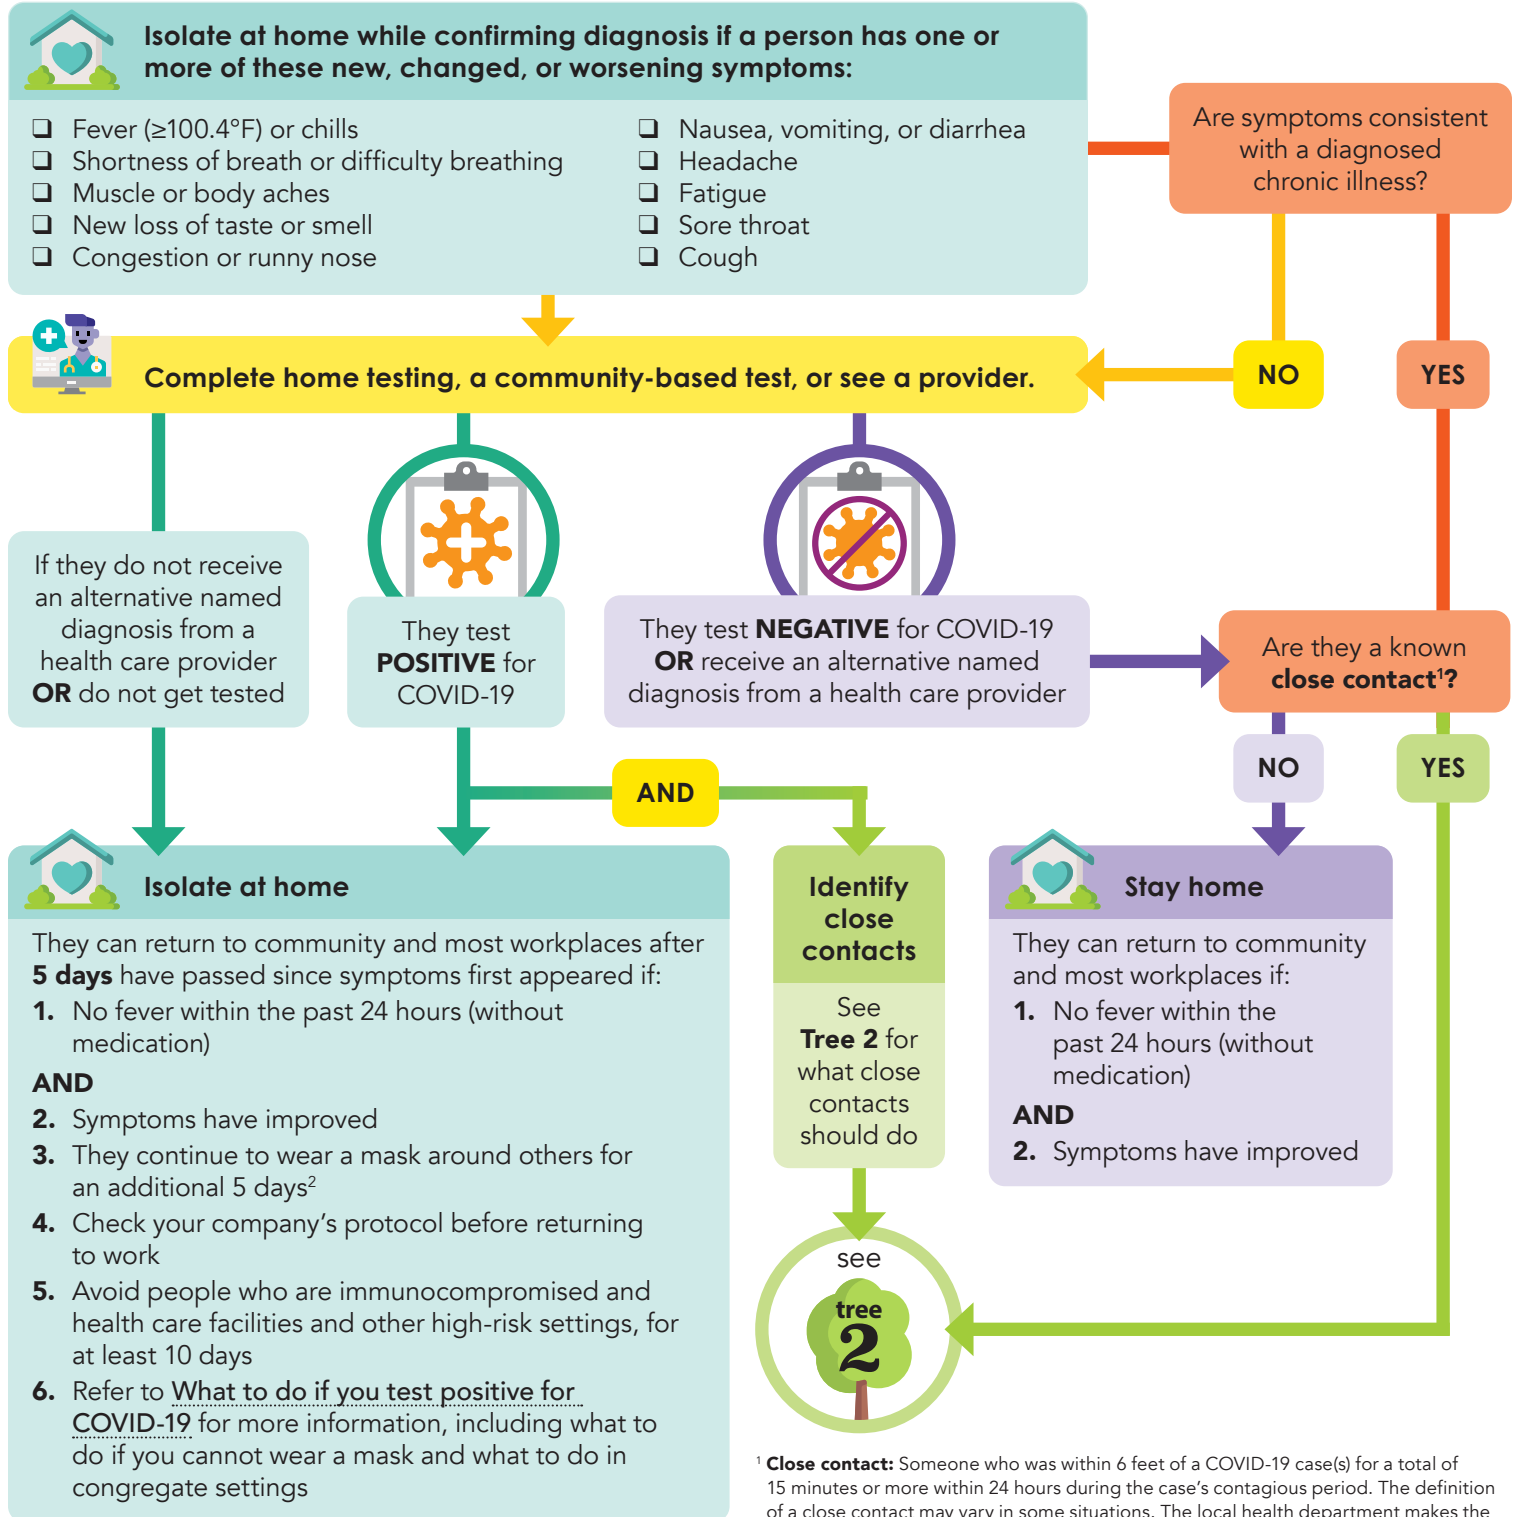 Isolate at home while confirming diagnosis if a person has one or
more of these new, changed, or worsening symptoms:
❏ Fever (≥100.4°F) or chills
❏ Shortness of breath or difficulty breathing
❏ Muscle or body aches
❏ New loss of taste or smell
❏ Congestion or runny nose
❏ Nausea, vomiting, or diarrhea
❏ Headache
❏ Fatigue
❏ Sore throat
❏ Cough
Are symptoms consistent
with a diagnosed
chronic illness?
NO
YES
Complete home testing, a community-based test, or see a provider.
If they do not receive
an alternative named
diagnosis from a
health care provider
OR do not get tested
They test
POSITIVE for
COVID-19
They test NEGATIVE for COVID-19
OR receive an alternative named
diagnosis from a health care provider
Are they a known
close contact¹?
NO
YES
AND
Isolate at home
They can return to community and most workplaces after
5 days have passed since symptoms first appeared if:
1. No fever within the past 24 hours (without
medication)
AND
2. Symptoms have improved
3. They continue to wear a mask around others for
an additional 5 days²
4. Check your company's protocol before returning
to work
5. Avoid people who are immunocompromised and
health care facilities and other high-risk settings, for
at least 10 days
6. Refer to What to do if you test positive for
COVID-19 for more information, including what to
do if you cannot wear a mask and what to do in
congregate settings
Identify
close
contacts
See
Tree 2 for
what close
contacts
should do
see
tree
2
Stay home
They can return to community
and most workplaces if:
1. No fever within the
past 24 hours (without
medication)
AND
2. Symptoms have improved
¹ Close contact: Someone who was within 6 feet of a COVID-19 case(s) for a total of
15 minutes or more within 24 hours during the case's contagious period. The definition
of a close contact may vary in some situations. The local health department makes the